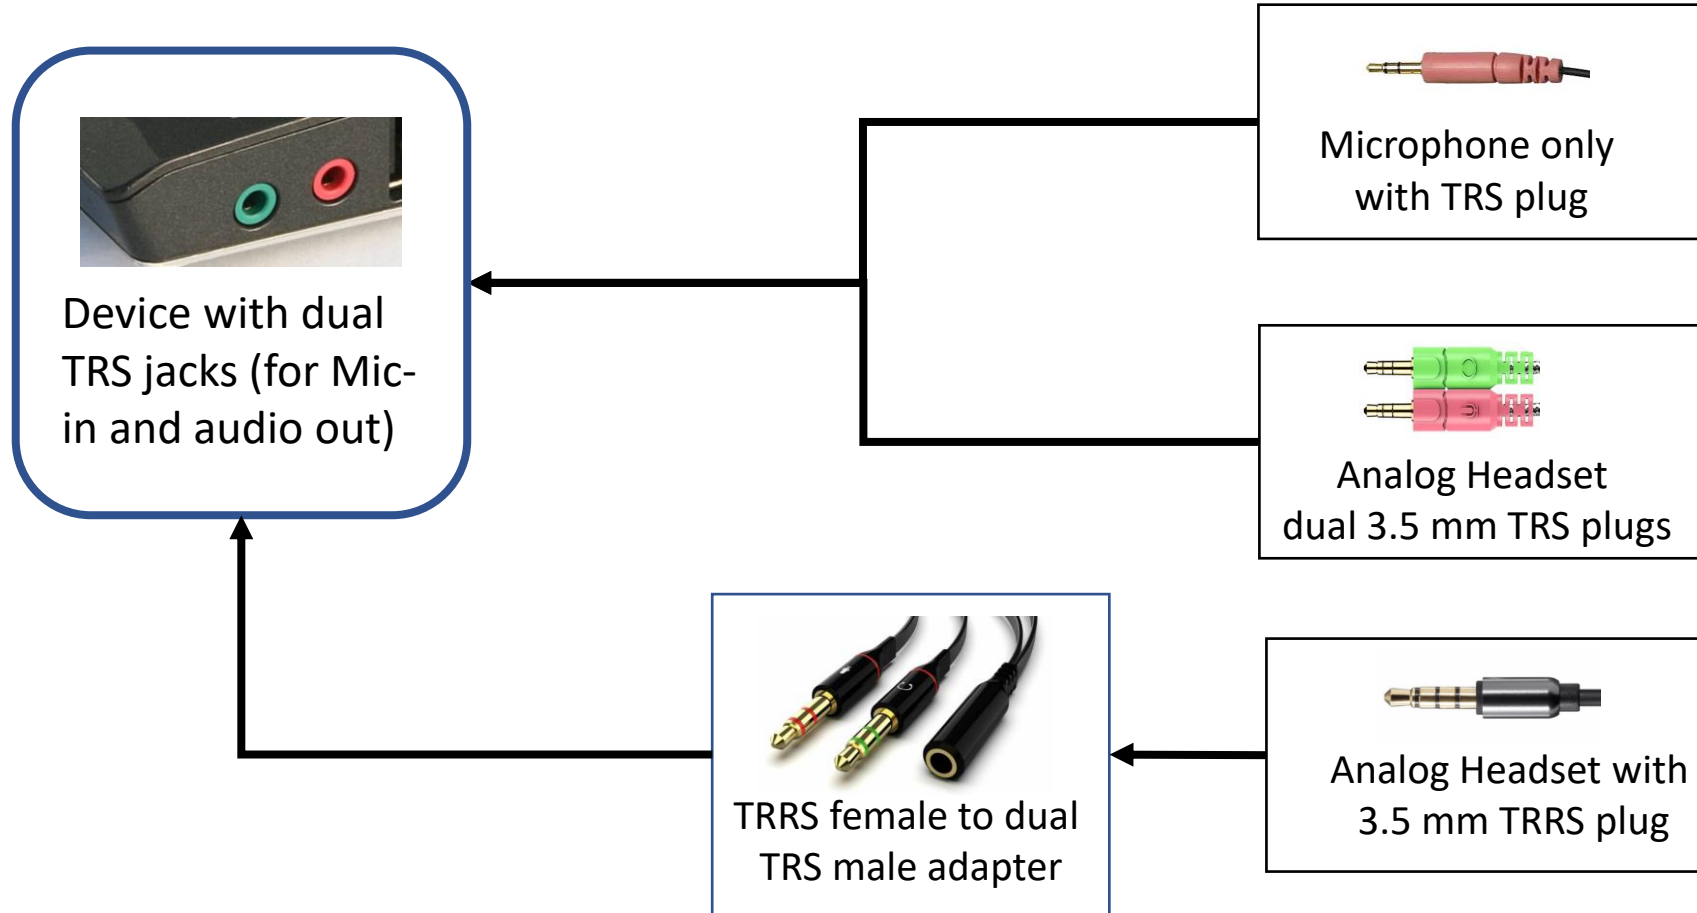 Device with dual
TRS jacks (for Mic-
in and audio out)
Microphone only
with TRS plug
Analog Headset
dual 3.5 mm TRS plugs
TRRS female to dual
TRS male adapter
Analog Headset with
3.5 mm TRRS plug